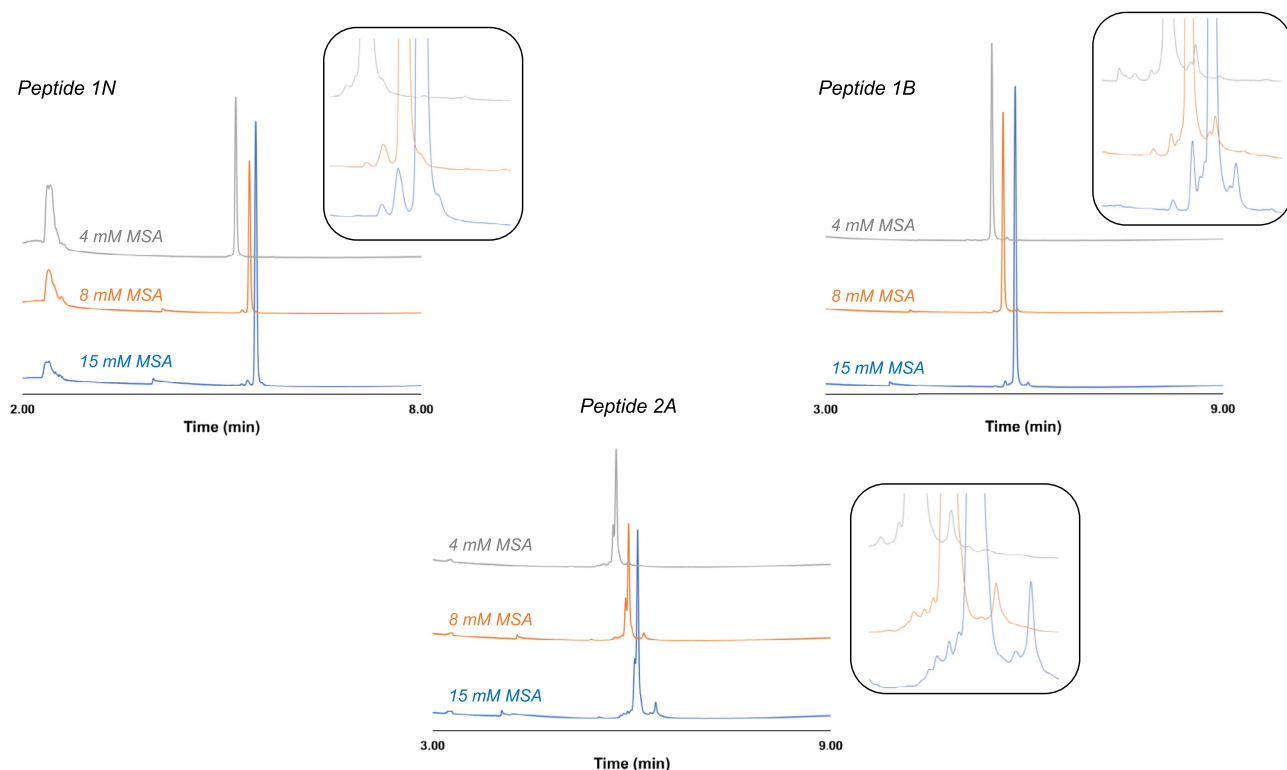 Peptide 1N
4 mM MSA
8 mM MSA
15 mM MSA
2.00
8.00
Time (min)
Peptide 1B
4 mM MSA
8 mM MSA
15 mM MSA
3.00
9.00
Time (min)
Peptide 2A
4 mM MSA
8 mM MSA
15 mM MSA
3.00
9.00
Time (min)